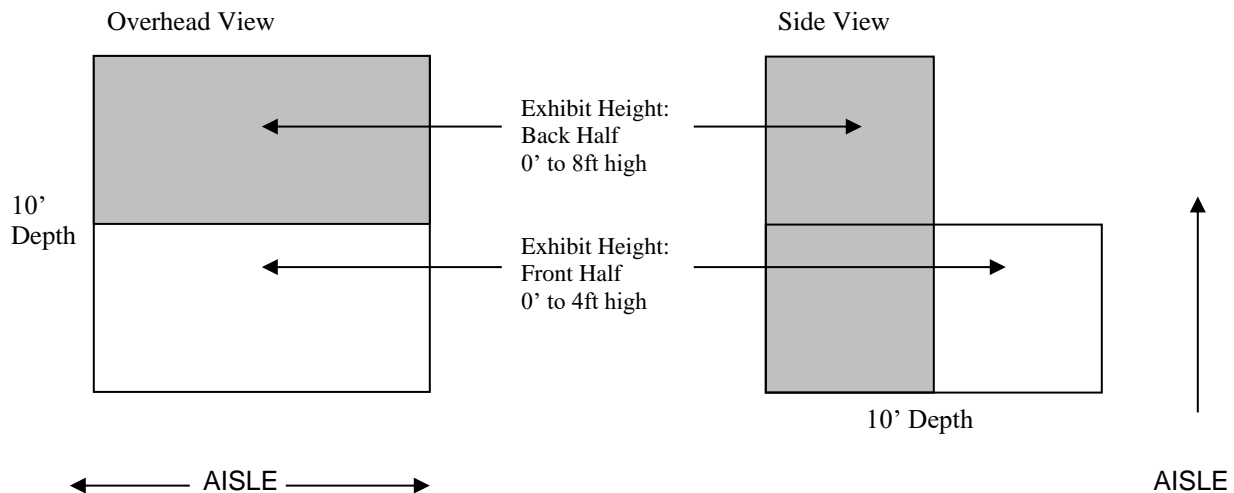 Overhead View
Side View
Exhibit Height:
Back Half
0’ to 8ft high
10’
Depth
Exhibit Height:
Front Half
0’ to 4ft high
10’ Depth
AISLE
AISLE